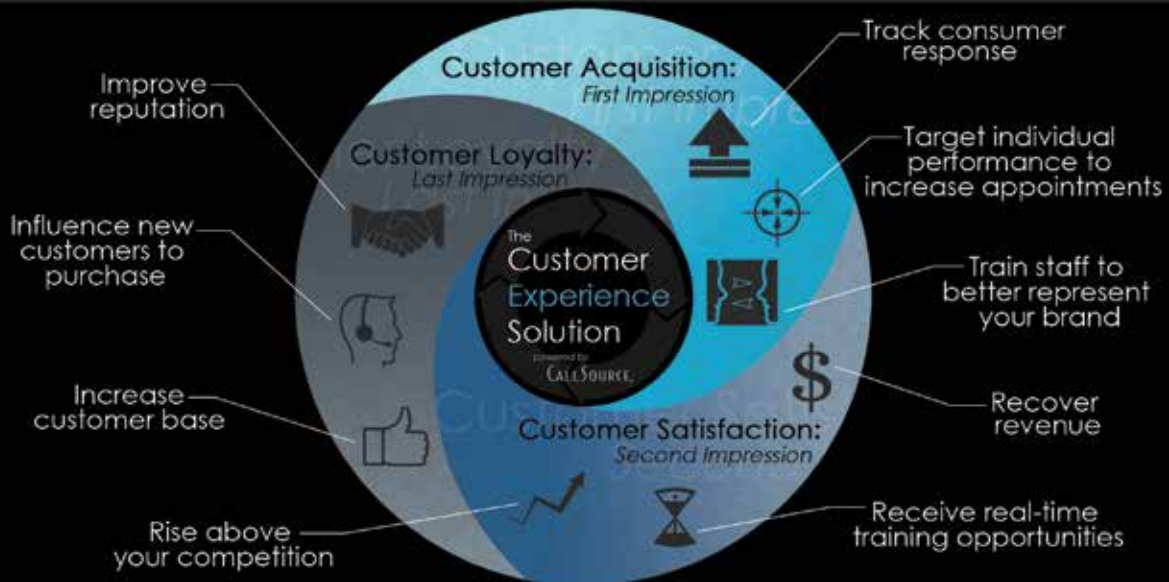 Customer Acquisition:
First Impression
Track consumer
response
Target individual
performance to
increase appointments
Train staff to
better represent
your brand
Customer Satisfaction:
Second Impression
Recover
revenue
Receive real-time
training opportunities
Rise above
your competition
Customer Loyalty:
Last Impression
Improve
reputation
Influence new
customers to
purchase
Increase
customer base
The
Customer
Experience
Solution
powered by
CALLSOURCE.